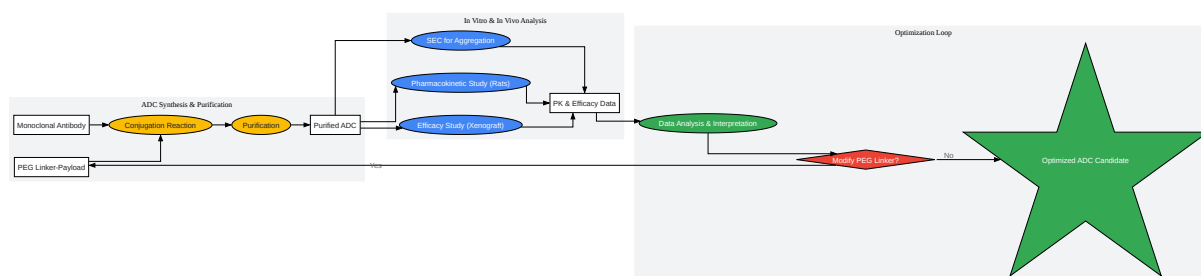 In Vitro & In Vivo Analysis
SEC for Aggregation
Pharmacokinetic Study (Rats)
PK & Efficacy Data
Efficacy Study (Xenograft)
ADC Synthesis & Purification
Monoclonal Antibody
Conjugation Reaction
Purification
Purified ADC
PEG Linker-Payload
Optimization Loop
Data Analysis & Interpretation
Modify PEG Linker?
Yes
No
Optimized ADC Candidate